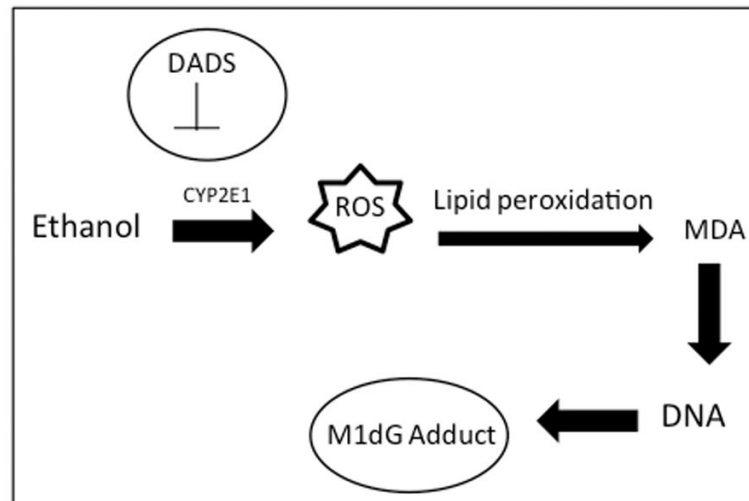 DADS
CYP2E1
Ethanol
ROS
Lipid peroxidation
MDA
DNA
M1dG Adduct